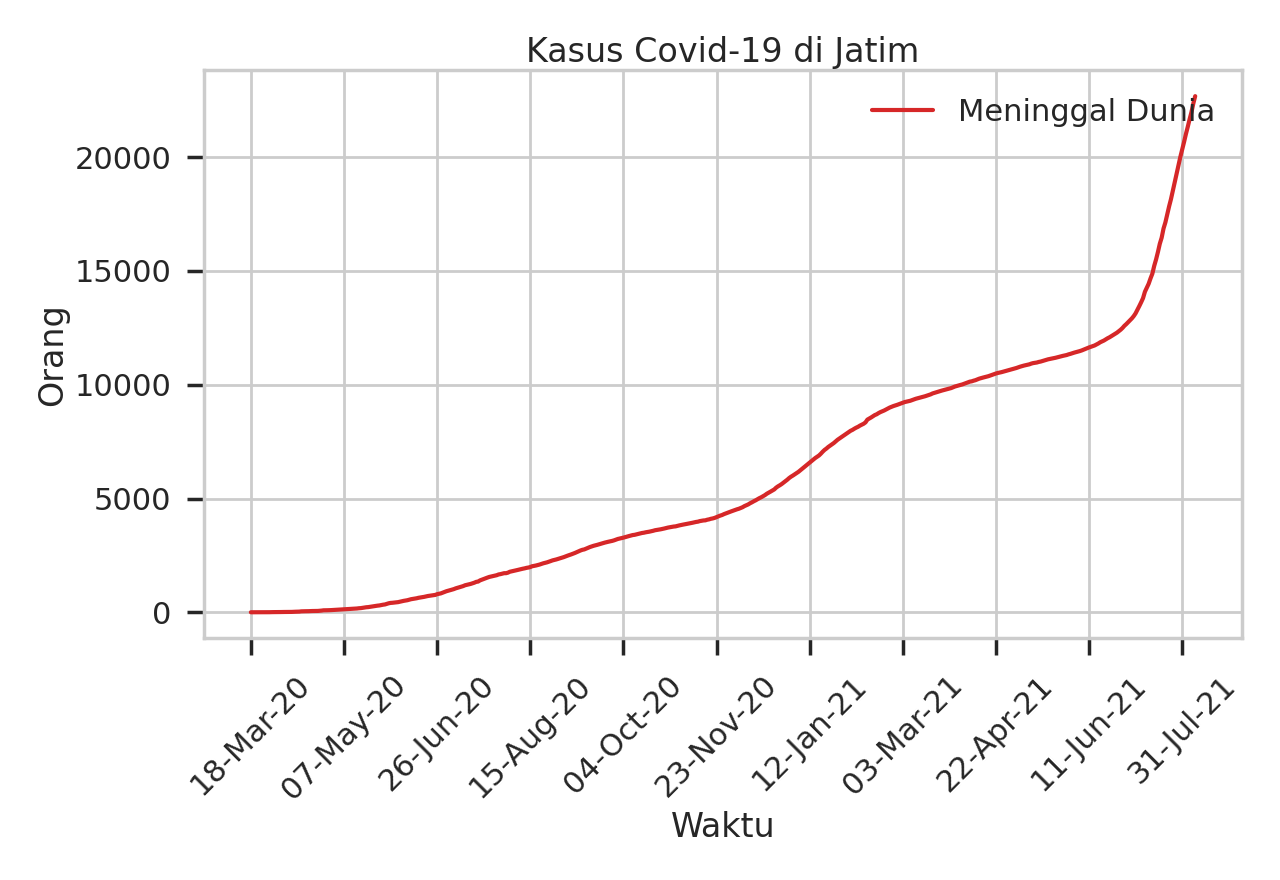 Kasus Covid-19 di Jatim
Meninggal Dunia
20000
15000
10000
5000
0
Orang
18-Mar-20
07-May-20
26-Jun-20
15-Aug-20
04-Oct-20
23-Nov-20
12-Jan-21
03-Mar-21
22-Apr-21
11-Jun-21
31-Jul-21
Waktu